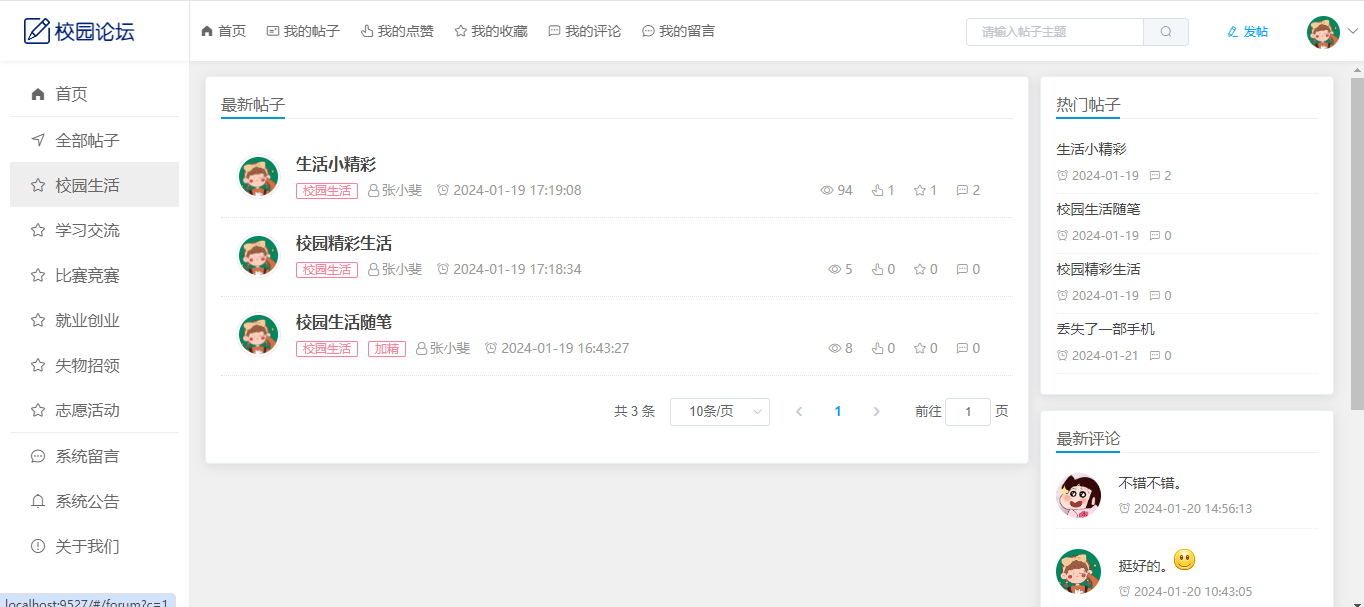 校园论坛
首页 我的帖子 我的点赞 我的收藏 我的评论 我的留言
请输入帖子主题
发帖
首页
全部帖子
校园生活
学习交流
比赛竞赛
就业创业
失物招领
志愿活动
系统留言
系统公告
关于我们
localhost:9527/#/forum?c=1
最新帖子
生活小精彩
校园生活 张小斐 2024-01-19 17:19:08 94 1 1 2
校园精彩生活
校园生活 张小斐 2024-01-19 17:18:34 5 0 0 0
校园生活随笔
校园生活 加精 张小斐 2024-01-19 16:43:27 8 0 0 0
共 3 条 10条/页 1 前往 1 页
热门帖子
生活小精彩
2024-01-19 2
校园生活随笔
2024-01-19 0
校园精彩生活
2024-01-19 0
丢失了一部手机
2024-01-21 0
最新评论
不错不错。
2024-01-20 14:56:13
挺好的。
2024-01-20 10:43:05